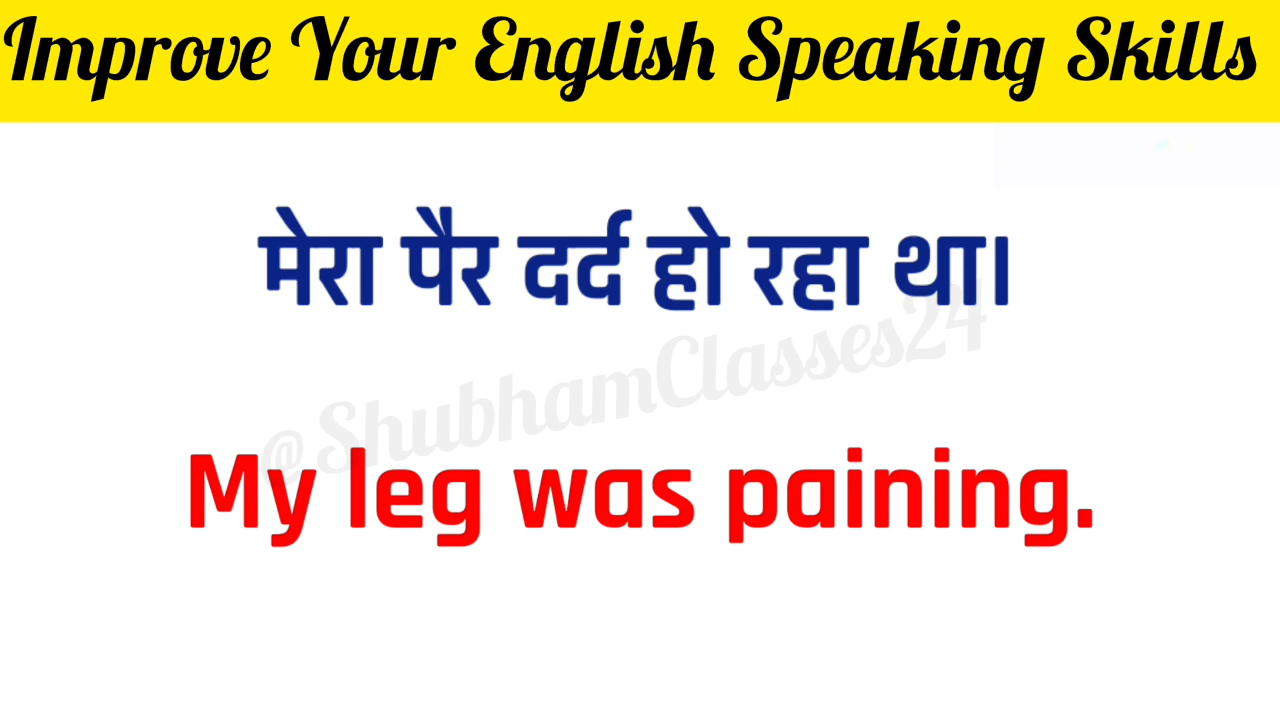 Improve Your English Speaking Skills
मेरा पैर दर्द हो रहा था।
@ShubhamClasses24
My leg was paining.